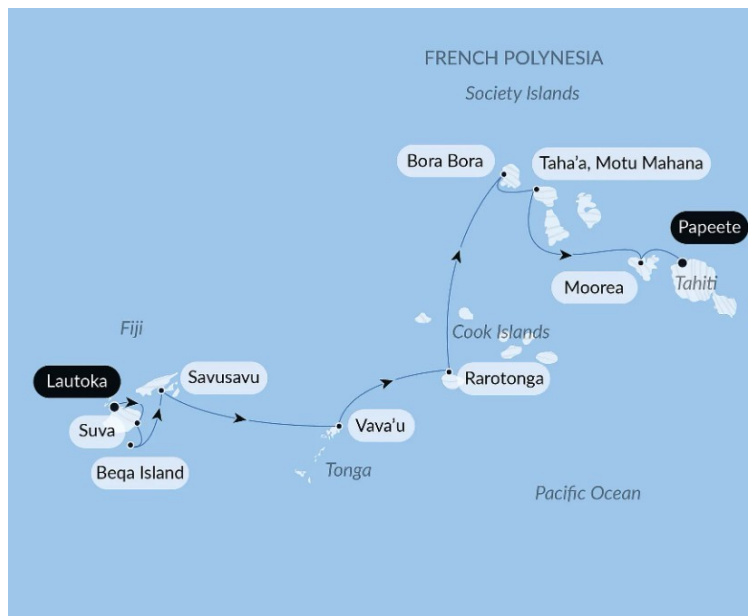 FRENCH POLYNESIA
Society Islands
Bora Bora
Taha'a, Motu Mahana
Papeete
Moorea
Tahiti
Fiji
Cook Islands
Lautoka
Savusavu
Rarotonga
Suva
Vava'u
Beqa Island
Tonga
Pacific Ocean